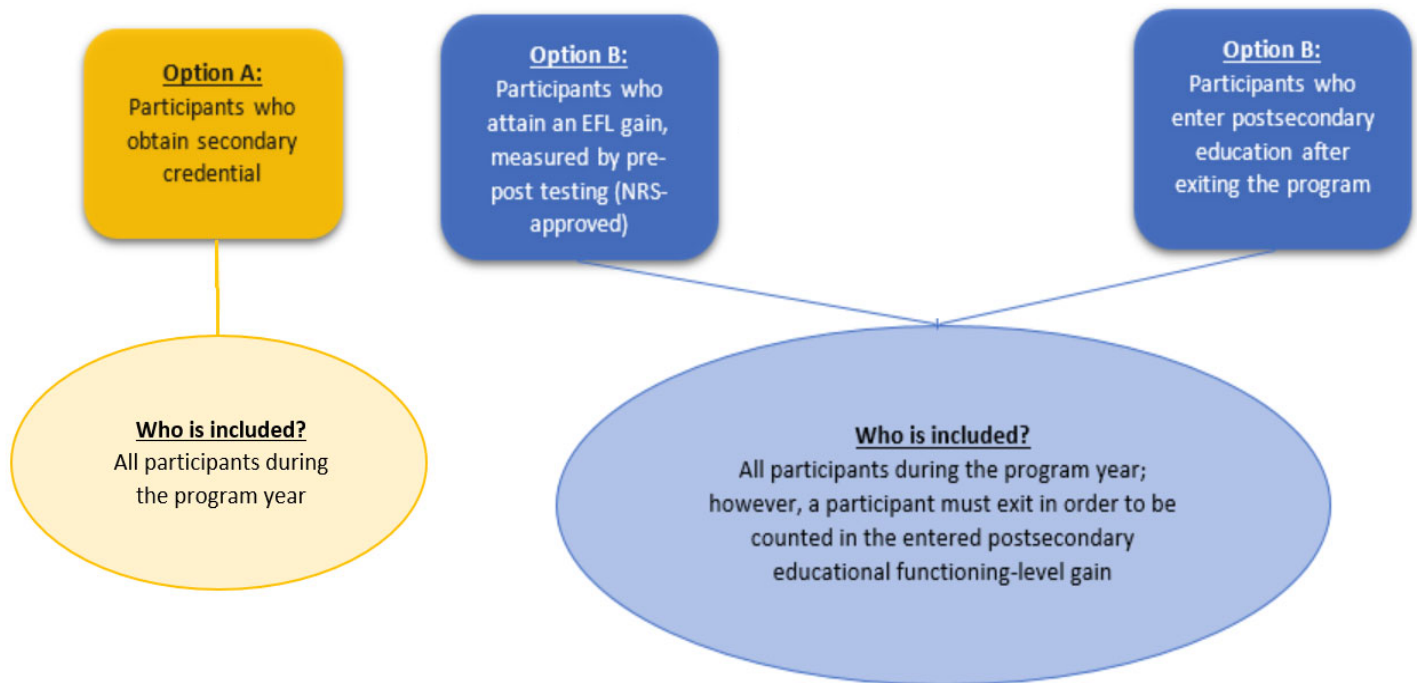 Option A:
Participants who
obtain secondary
credential
Option B:
Participants who
attain an EFL gain,
measured by pre-
post testing (NRS-
approved)
Option B:
Participants who
enter postsecondary
education after
exiting the program
Who is included?
All participants during
the program year
Who is included?
All participants during the program year;
however, a participant must exit in order to be
counted in the entered postsecondary
educational functioning-level gain